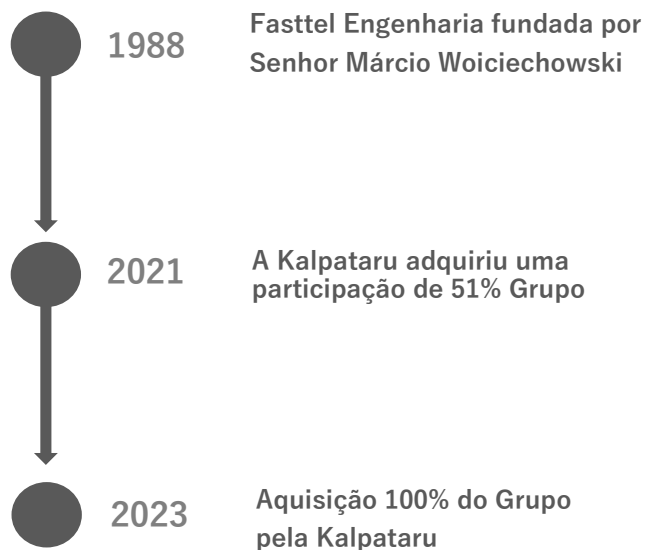 1988
Fasttel Engenharia fundada por
Senhor Márcio Woiciechowski
2021
A Kalpataru adquiriu uma
participação de 51% Grupo
2023
Aquisição 100% do Grupo
pela Kalpataru